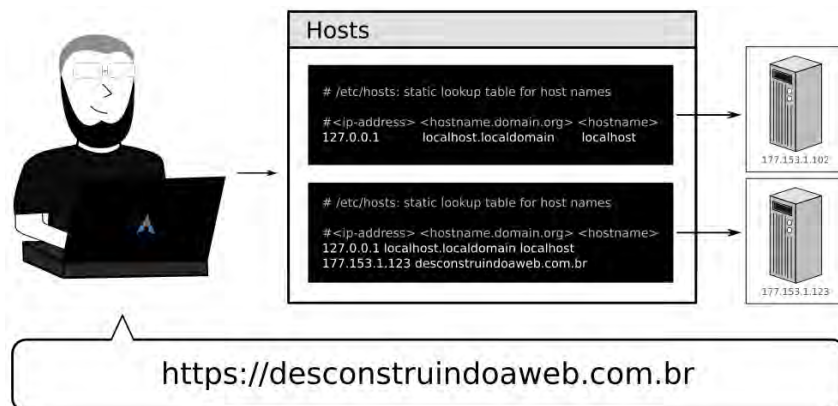 Hosts
# /etc/hosts: static lookup table for host names
#<ip-address> <hostname.domain.org> <hostname>
127.0.0.1 localhost.localdomain localhost
177.153.1.102
# /etc/hosts: static lookup table for host names
#<ip-address> <hostname.domain.org> <hostname>
127.0.0.1 localhost.localdomain localhost
177.153.1.123 desconstruindoaweb.com.br
177.153.1.123
https://desconstruindoaweb.com.br